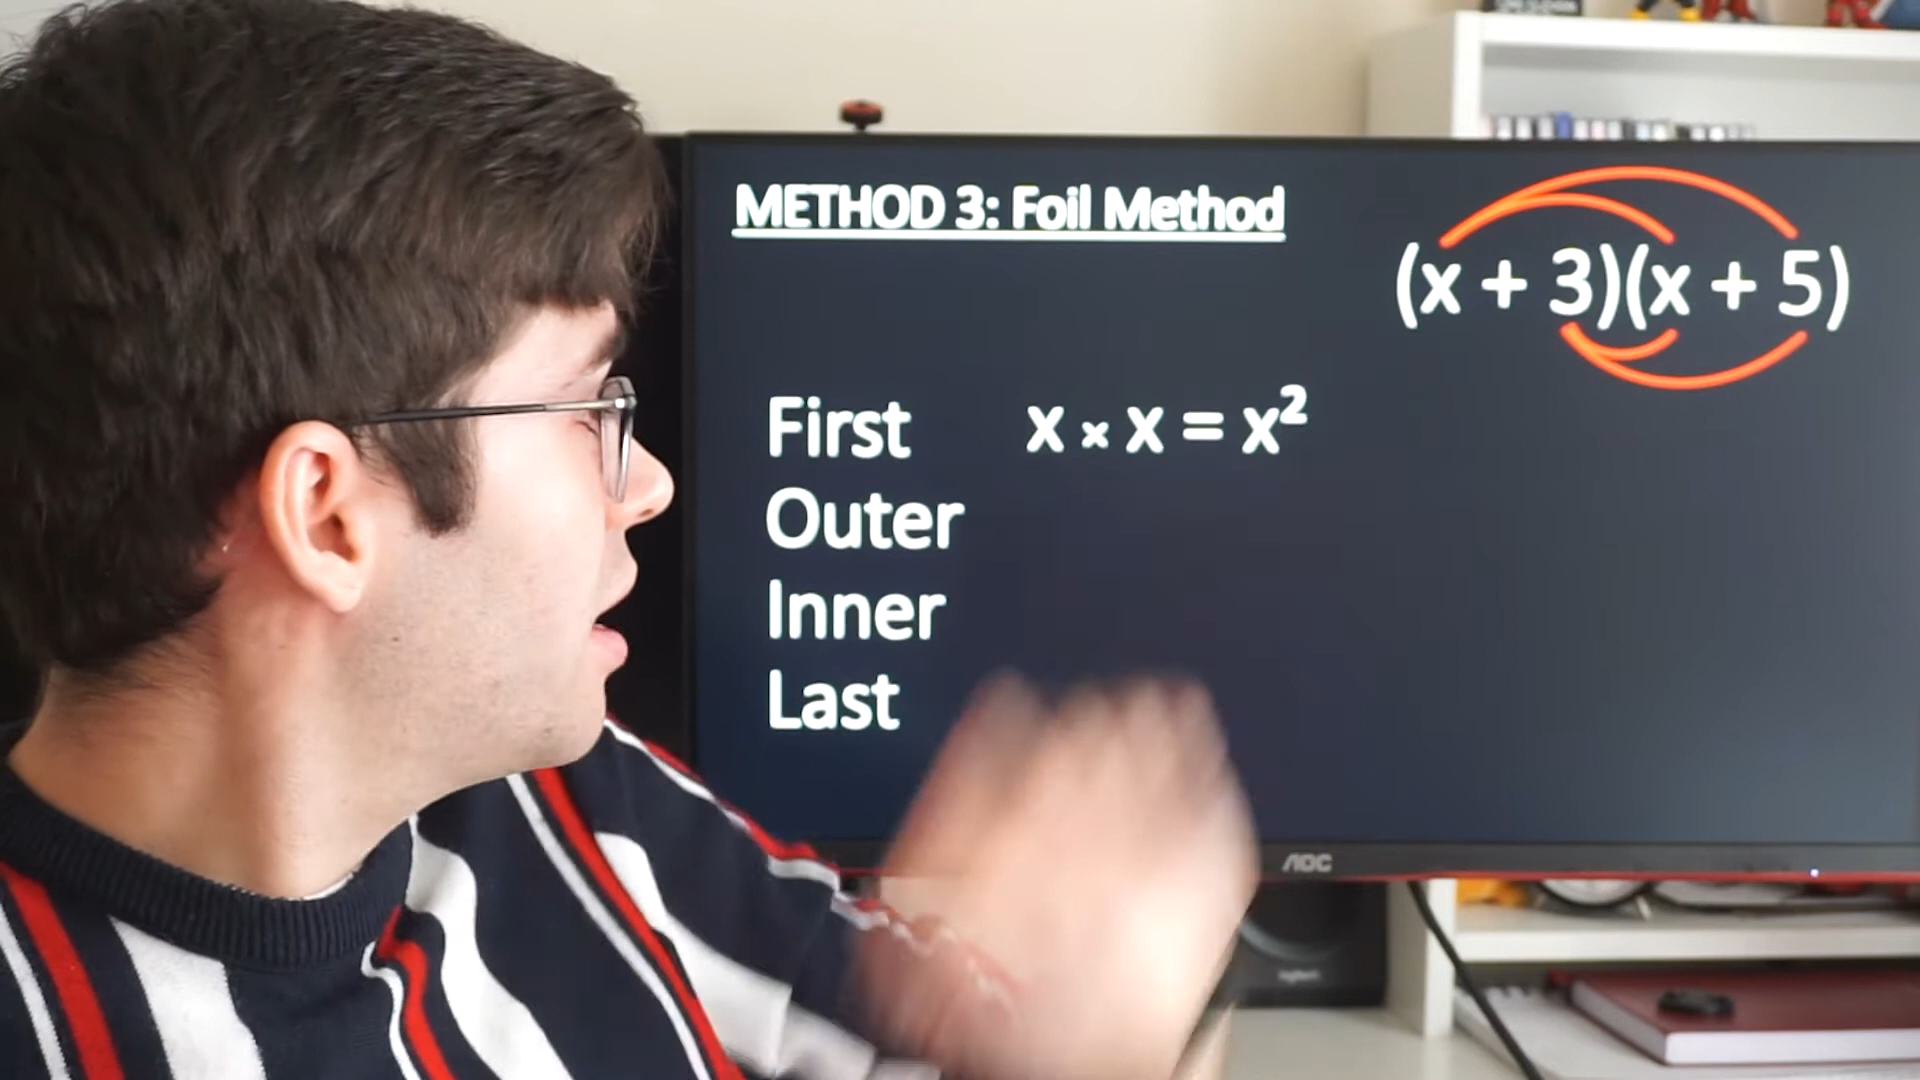 METHOD 3: Foil Method
(x + 3)(x + 5)
First x × x = x²
Outer
Inner
Last
AOC